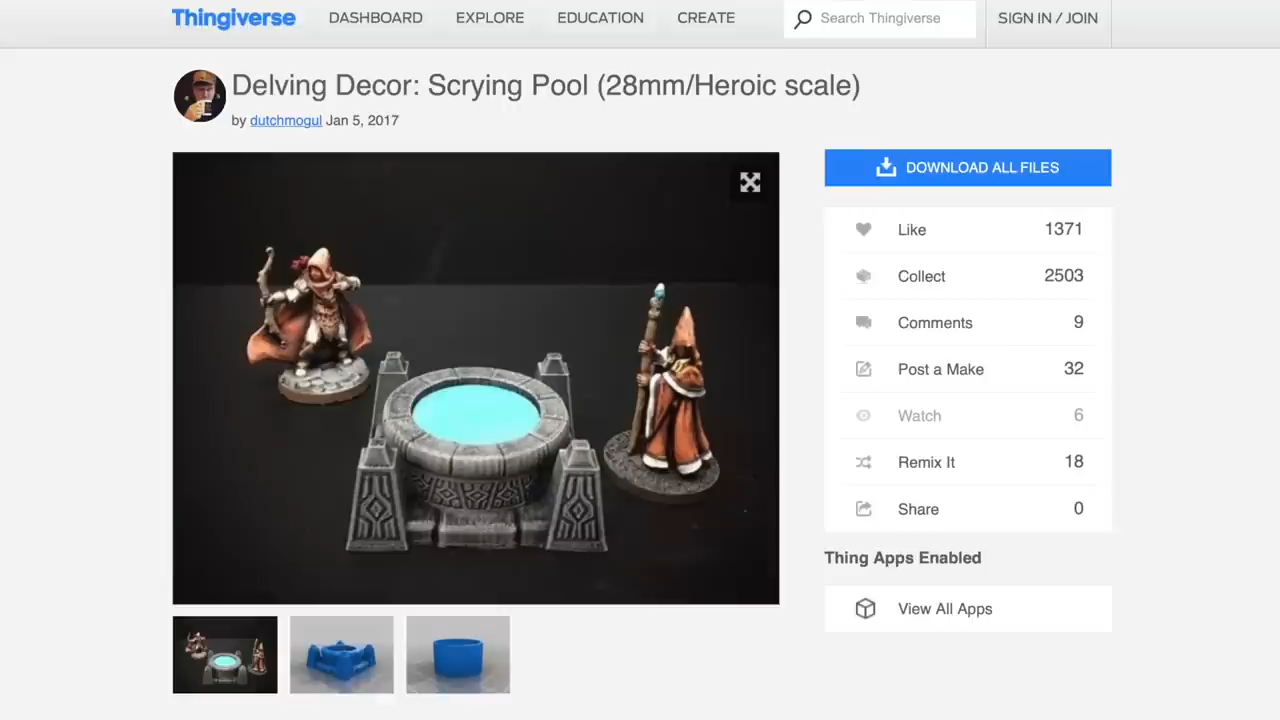 Thingiverse DASHBOARD EXPLORE EDUCATION CREATE Search Thingiverse SIGN IN / JOIN
Delving Decor: Scrying Pool (28mm/Heroic scale)
by dutchmogul Jan 5, 2017
DOWNLOAD ALL FILES
Like 1371
Collect 2503
Comments 9
Post a Make 32
Watch 6
Remix It 18
Share 0
Thing Apps Enabled
View All Apps